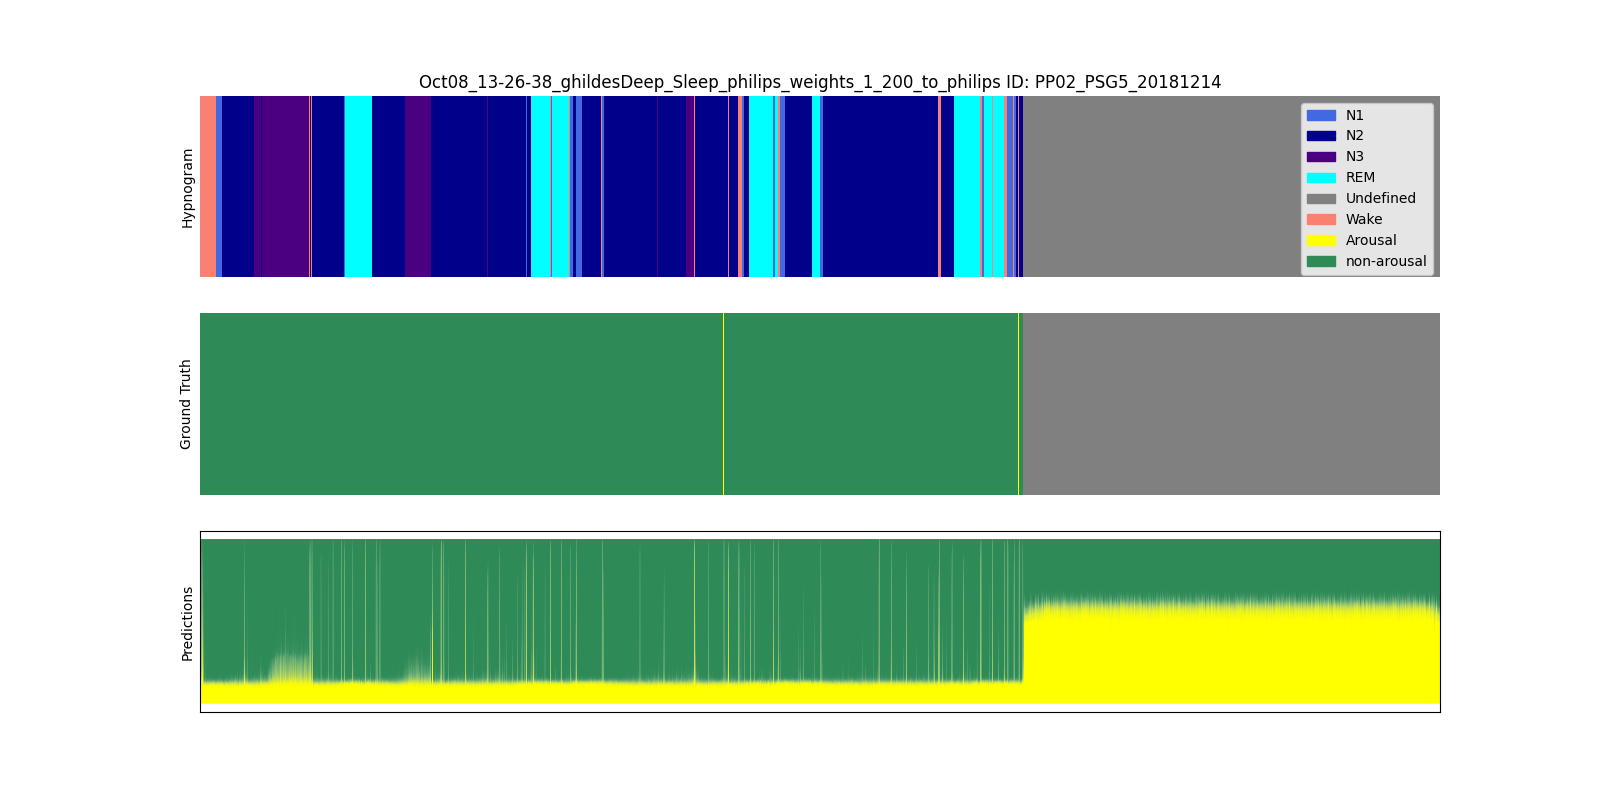 Oct08_13-26-38_ghildesDeep_Sleep_philips_weights_1_200_to_philips ID: PP02_PSG5_20181214
Hypnogram
N1
N2
N3
REM
Undefined
Wake
Arousal
non-arousal
Ground Truth
Predictions